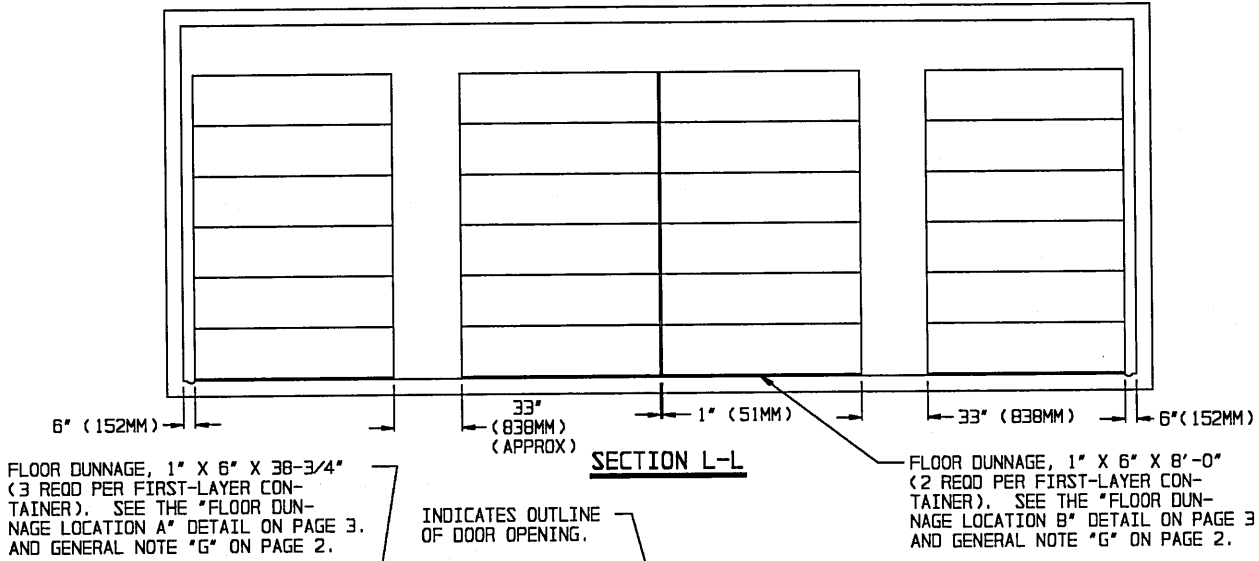 6" (152MM)
33"
(838MM)
(APPROX)
1" (51MM)
33" (838MM)
6"(152MM)
SECTION L-L
FLOOR DUNNAGE, 1" X 6" X 38-3/4"
(3 REQD PER FIRST-LAYER CON-
TAINER). SEE THE "FLOOR DUN-
NAGE LOCATION A" DETAIL ON PAGE 3.
AND GENERAL NOTE "G" ON PAGE 2.
INDICATES OUTLINE
OF DOOR OPENING.
FLOOR DUNNAGE, 1" X 6" X 8'-0"
(2 REQD PER FIRST-LAYER CON-
TAINER). SEE THE "FLOOR DUN-
NAGE LOCATION B" DETAIL ON PAGE 3
AND GENERAL NOTE "G" ON PAGE 2.